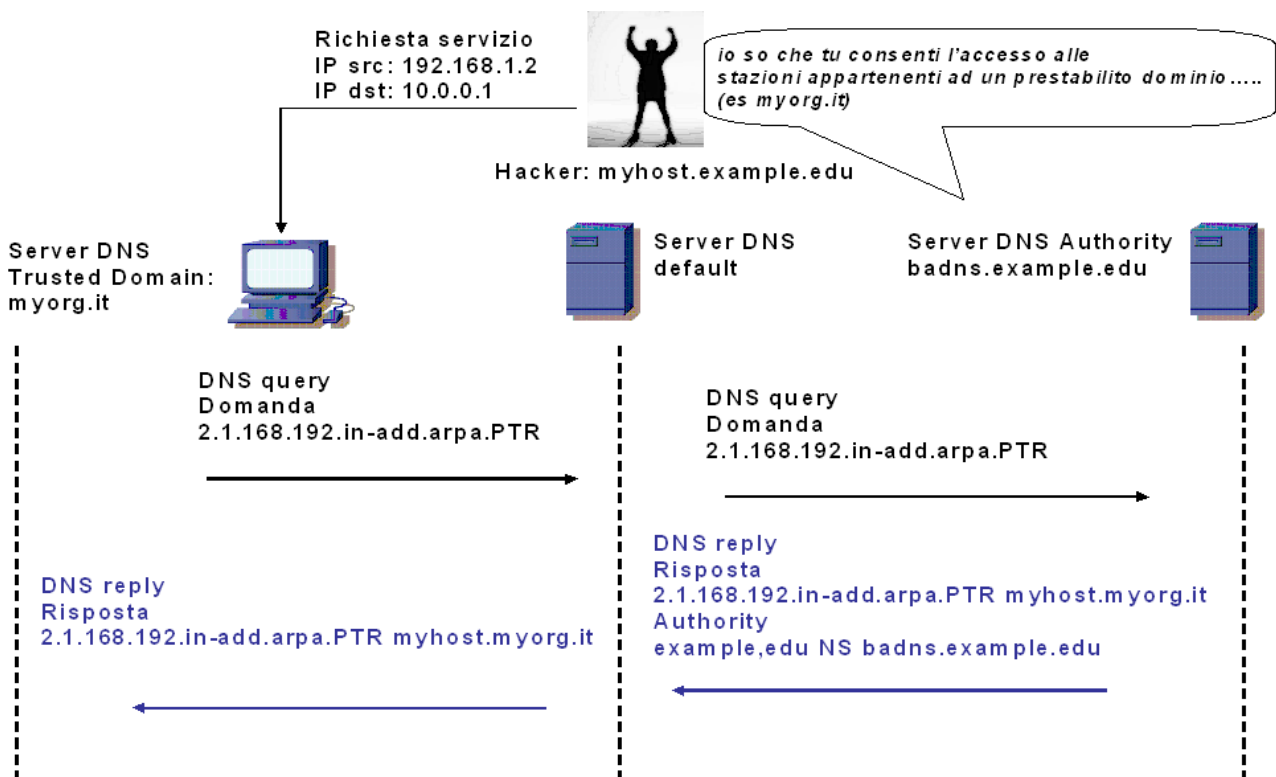 Richiesta servizio
IP src: 192.168.1.2
IP dst: 10.0.0.1
io so che tu consenti l'accesso alle
stazioni appartenenti ad un prestabilito dominio.....
(es myorg.it)
Hacker: myhost.example.edu
Server DNS
Trusted Domain:
myorg.it
Server DNS
default
Server DNS Authority
badns.example.edu
DNS query
Domanda
2.1.168.192.in-add.arpa.PTR
DNS query
Domanda
2.1.168.192.in-add.arpa.PTR
DNS reply
Risposta
2.1.168.192.in-add.arpa.PTR myhost.myorg.it
DNS reply
Risposta
2.1.168.192.in-add.arpa.PTR myhost.myorg.it
Authority
example,edu NS badns.example.edu